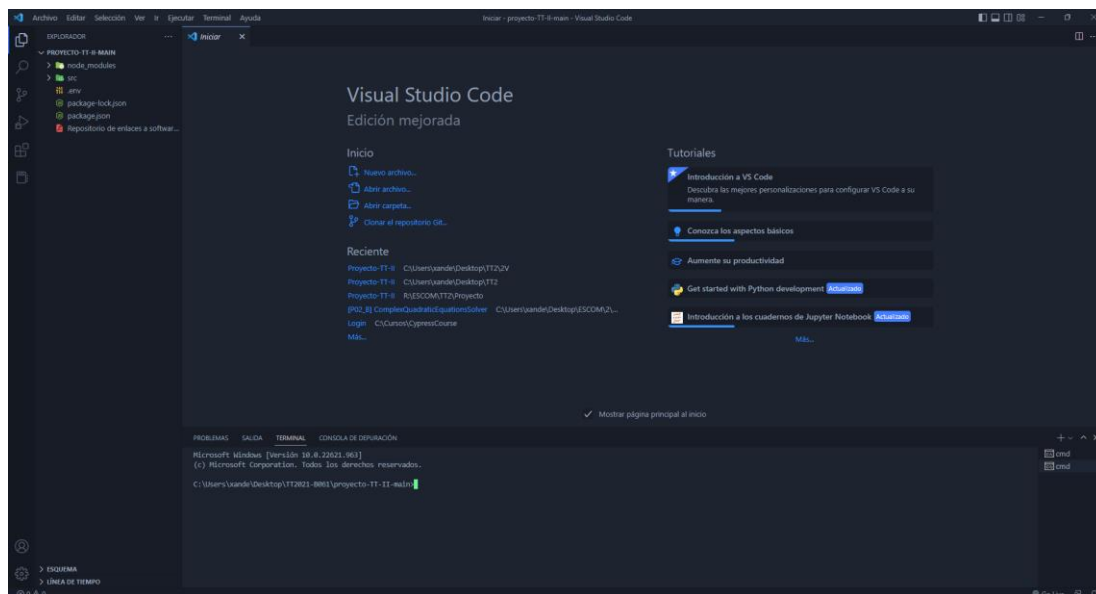 Archivo Editar Selección Ver Ir Ejecutar Terminal Ayuda
Iniciar - proyecto-TT-II-main - Visual Studio Code
EXPLORADOR
Iniciar
PROYECTO-TT-II-MAIN
node_modules
src
.env
package-lock.json
package.json
Repositorio de enlaces a softwar...
Visual Studio Code
Edición mejorada
Inicio
Nuevo archivo...
Abrir archivo...
Abrir carpeta...
Clonar el repositorio Git...
Reciente
Proyecto-TT-II C:\Users\xande\Desktop\TT2\2V
Proyecto-TT-II C:\Users\xande\Desktop\TT2
Proyecto-TT-II R:\ESCOM\TT2\Proyecto
[P02_B] ComplexQuadraticEquationsSolver C:\Users\xande\Desktop\ESCOM\2\...
Login C:\Cursos\CypressCourse
Más...
Tutoriales
Introducción a VS Code
Descubra las mejores personalizaciones para configurar VS Code a su
manera.
Conozca los aspectos básicos
Aumente su productividad
Get started with Python development Actualizado
Introducción a los cuadernos de Jupyter Notebook Actualizado
Más...
Mostrar página principal al inicio
PROBLEMAS SALIDA TERMINAL CONSOLA DE DEPURACIÓN
Microsoft Windows [Versión 10.0.22621.963]
(c) Microsoft Corporation. Todos los derechos reservados.
C:\Users\xande\Desktop\TT2021-B061\proyecto-TT-II-main>
cmd
cmd
ESQUEMA
LÍNEA DE TIEMPO